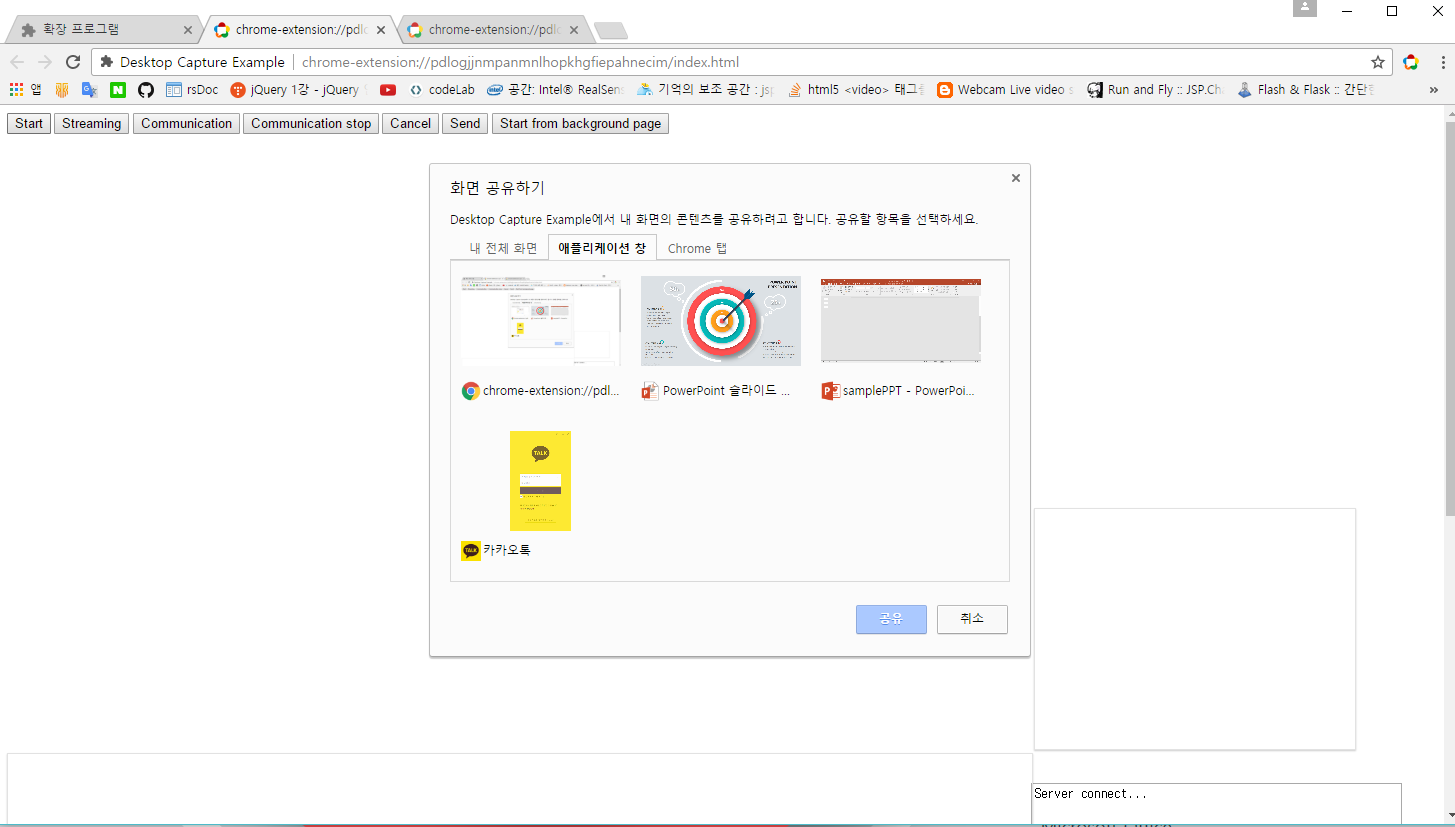 확장 프로그램
chrome-extension://pdlo
chrome-extension://pdlo
Desktop Capture Example
chrome-extension://pdlogjjnmpanmnlhopkhgfiepahnecim/index.html
앱
rsDoc
jQuery 1강 - jQuery
codeLab
공간: Intel® RealSens
기억의 보조 공간 : jsp
html5 <video> 태그
Webcam Live video s
Run and Fly :: JSP.Cha
Flash & Flask :: 간단
»
Start
Streaming
Communication
Communication stop
Cancel
Send
Start from background page
화면 공유하기
Desktop Capture Example에서 내 화면의 콘텐츠를 공유하려고 합니다. 공유할 항목을 선택하세요.
내 전체 화면
애플리케이션 창
Chrome 탭
POWERPOINT
PRESENTATION
chrome-extension://pdl...
PowerPoint 슬라이드 ...
samplePPT - PowerPoi...
TALK
TALK
카카오톡
공유
취소
Server connect...